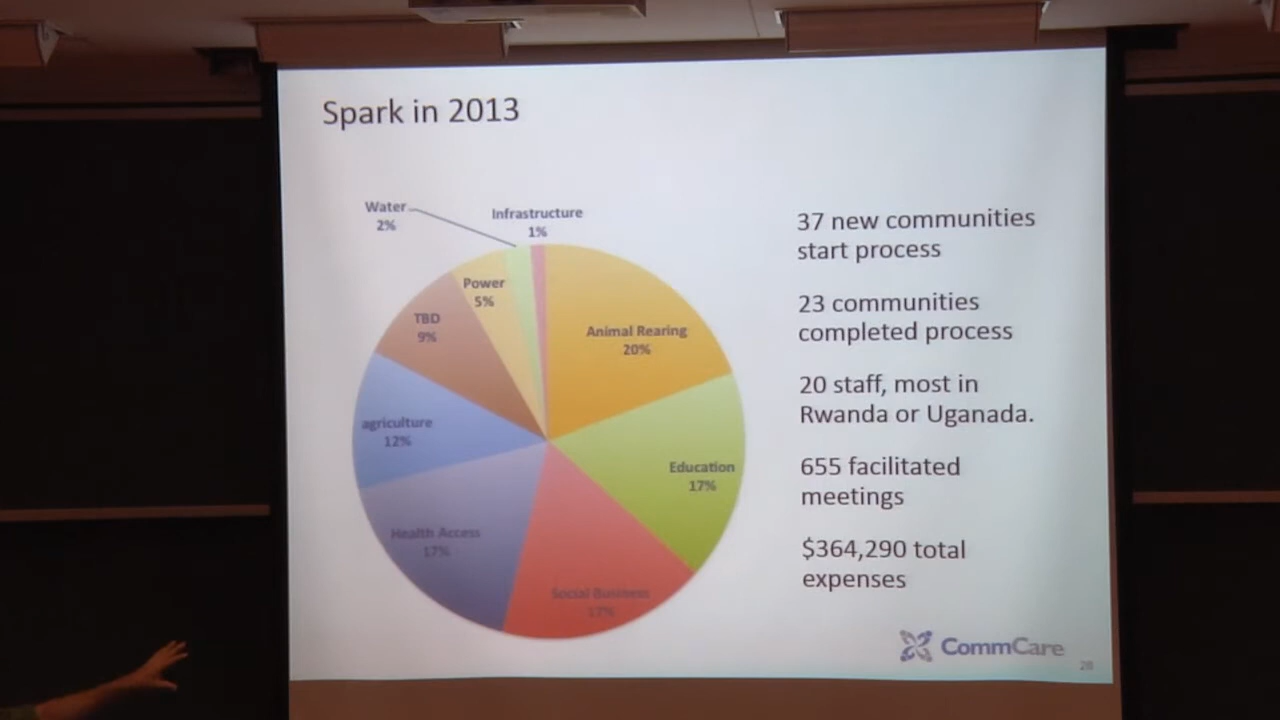 Spark in 2013
Water
2%
Infrastructure
1%
Power
5%
TBD
9%
Animal Rearing
20%
agriculture
12%
Education
17%
Health Access
17%
Social Business
17%
37 new communities
start process
23 communities
completed process
20 staff, most in
Rwanda or Uganada.
655 facilitated
meetings
$364,290 total
expenses
CommCare
28